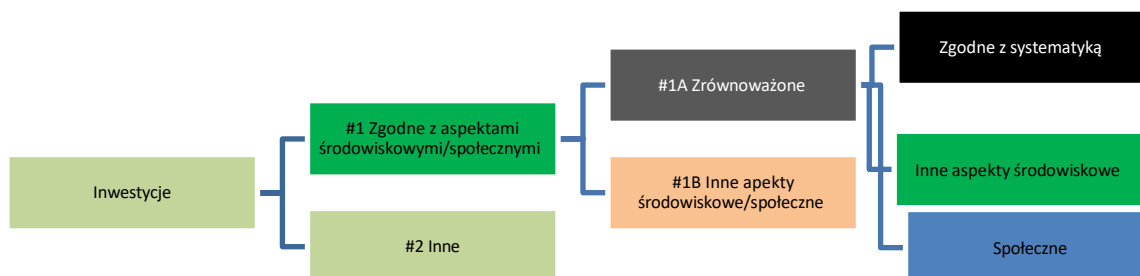 Inwestycje
#1 Zgodne z aspektami
środowiskowymi/społecznymi
#2 Inne
#1A Zrównoważone
#1B Inne apekty
środowiskowe/społeczne
Zgodne z systematyką
Inne aspekty środowiskowe
Społeczne